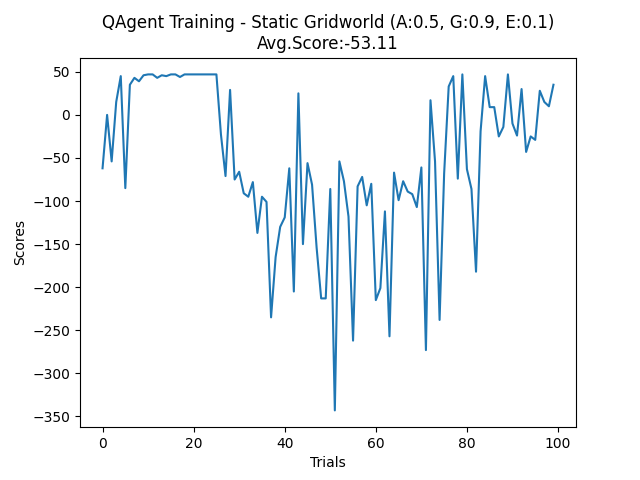 QAgent Training - Static Gridworld (A:0.5, G:0.9, E:0.1)
Avg.Score:-53.11
50
0
−50
−100
−150
−200
−250
−300
−350
Scores
0 20 40 60 80 100
Trials